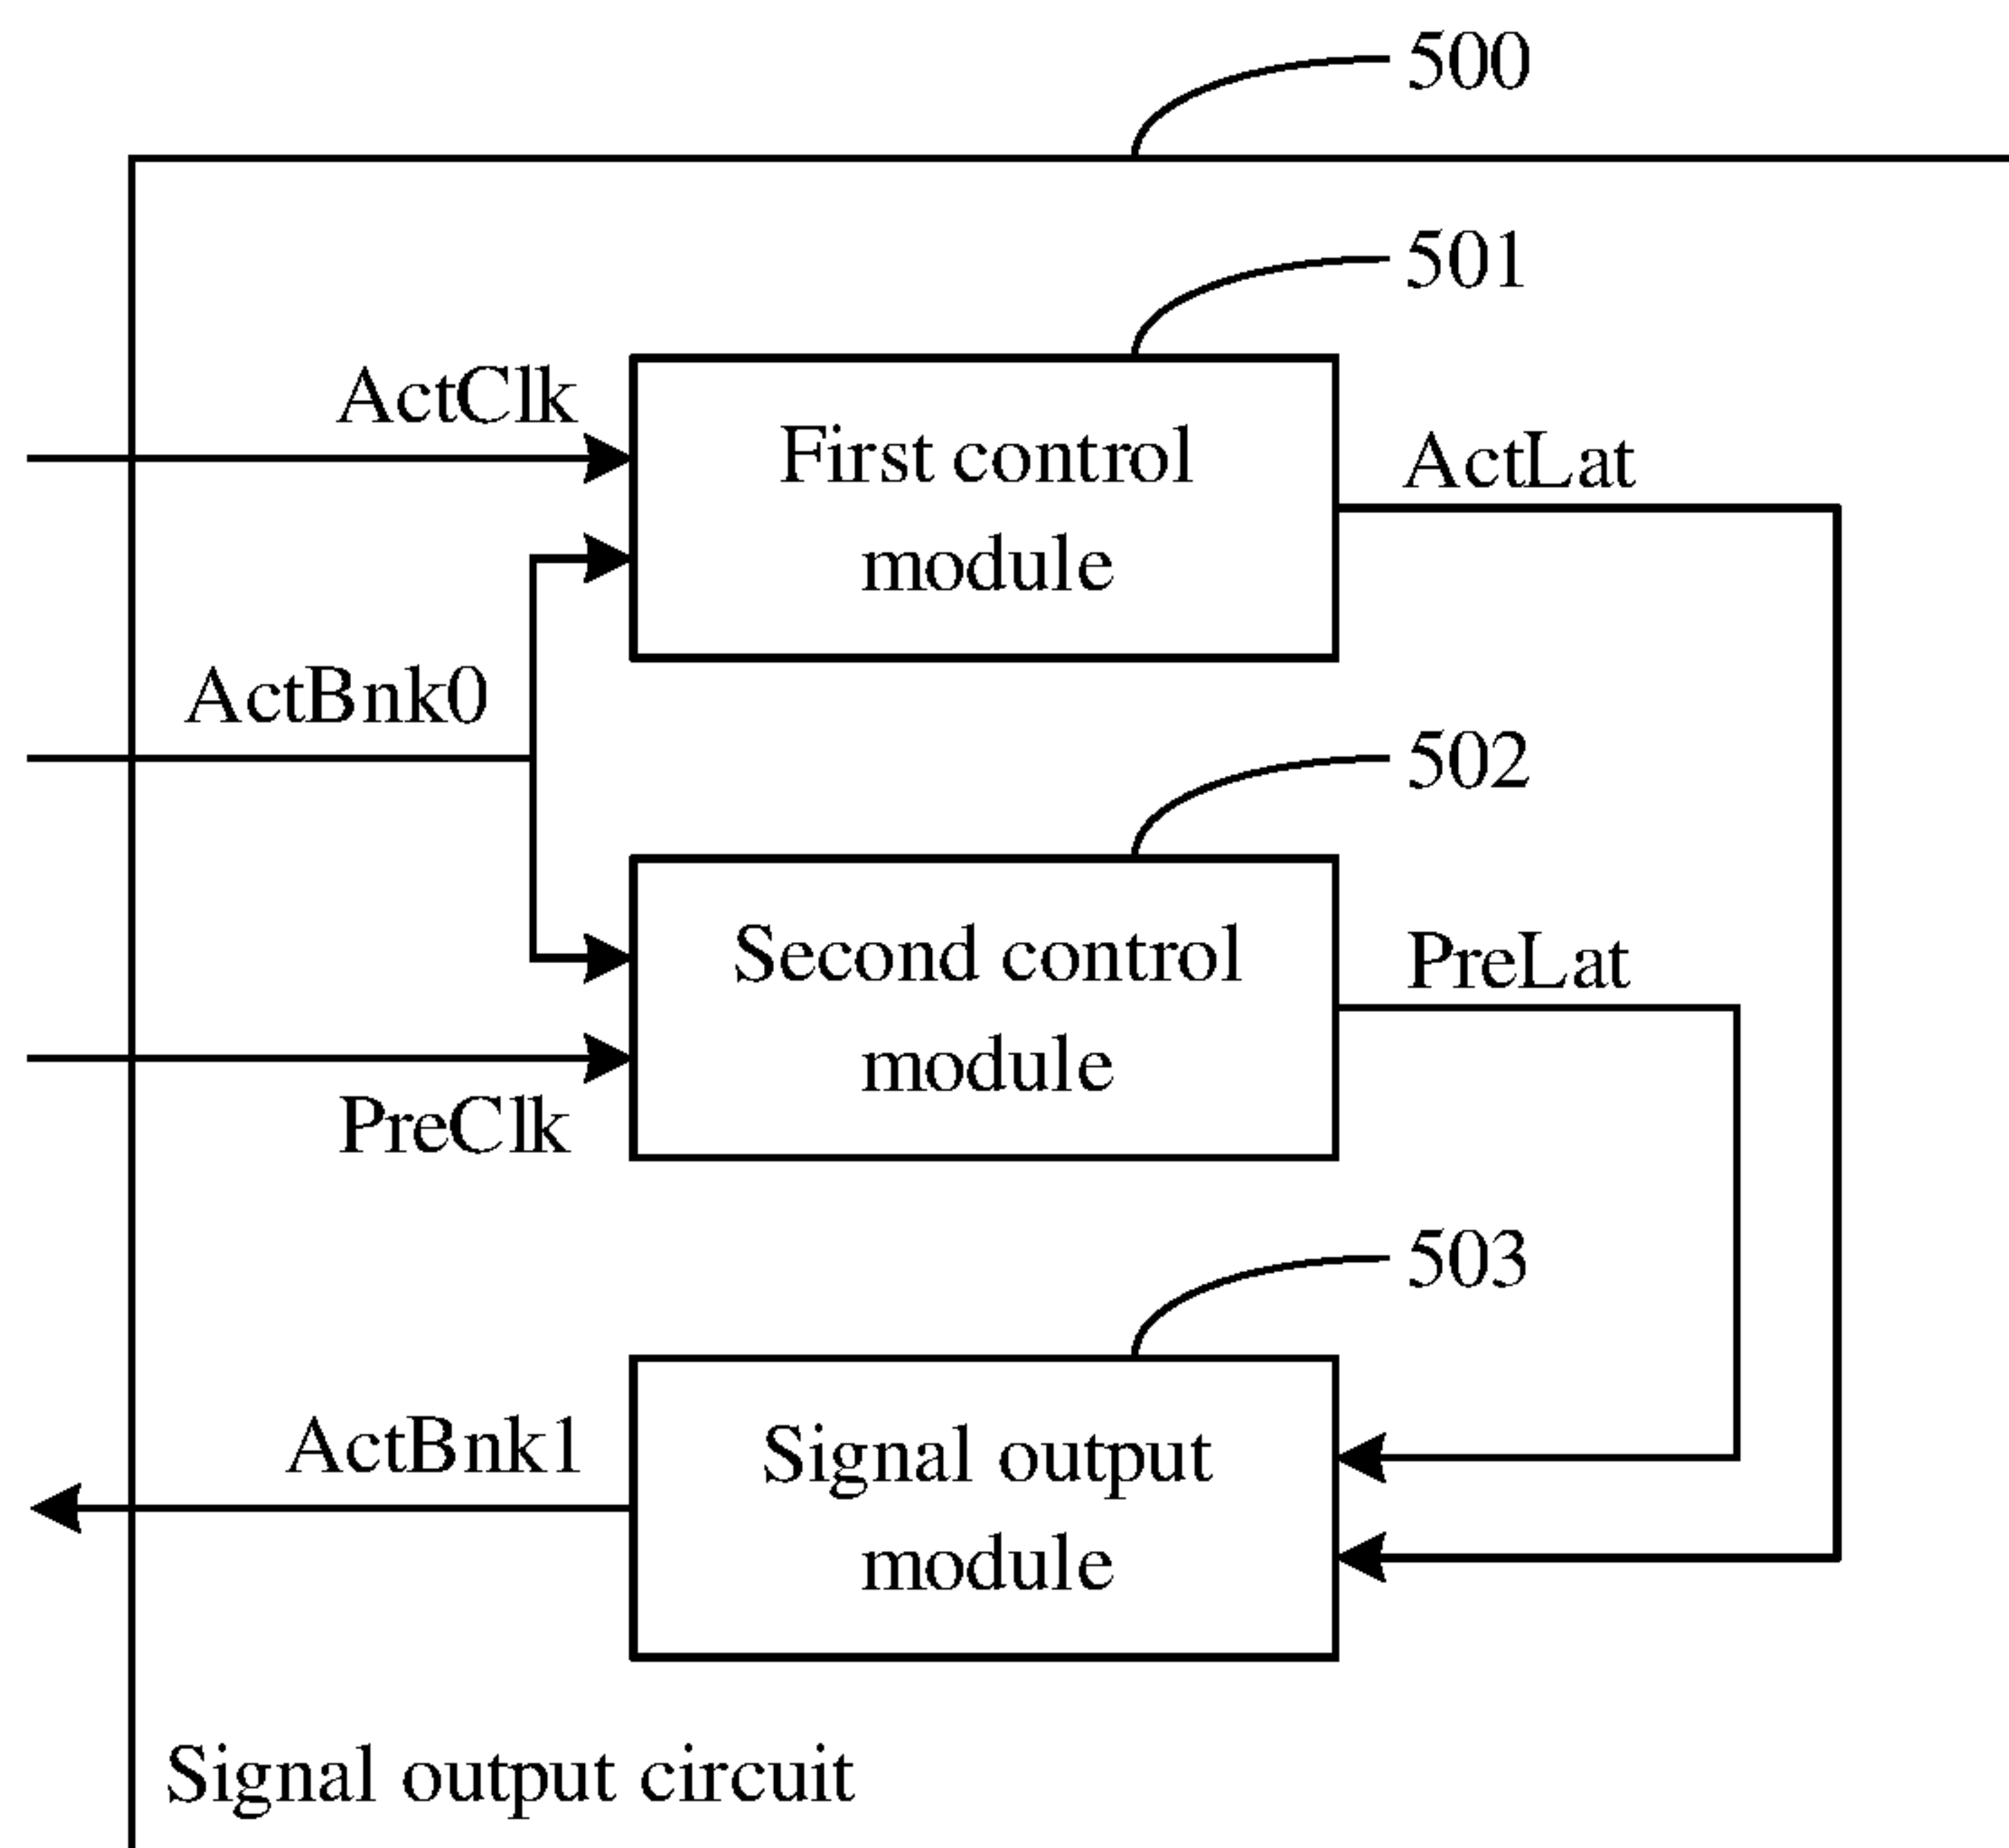 500
501
ActClk
First control
module
ActLat
ActBnk0
502
Second control
module
PreLat
PreClk
503
ActBnk1
Signal output
module
Signal output circuit